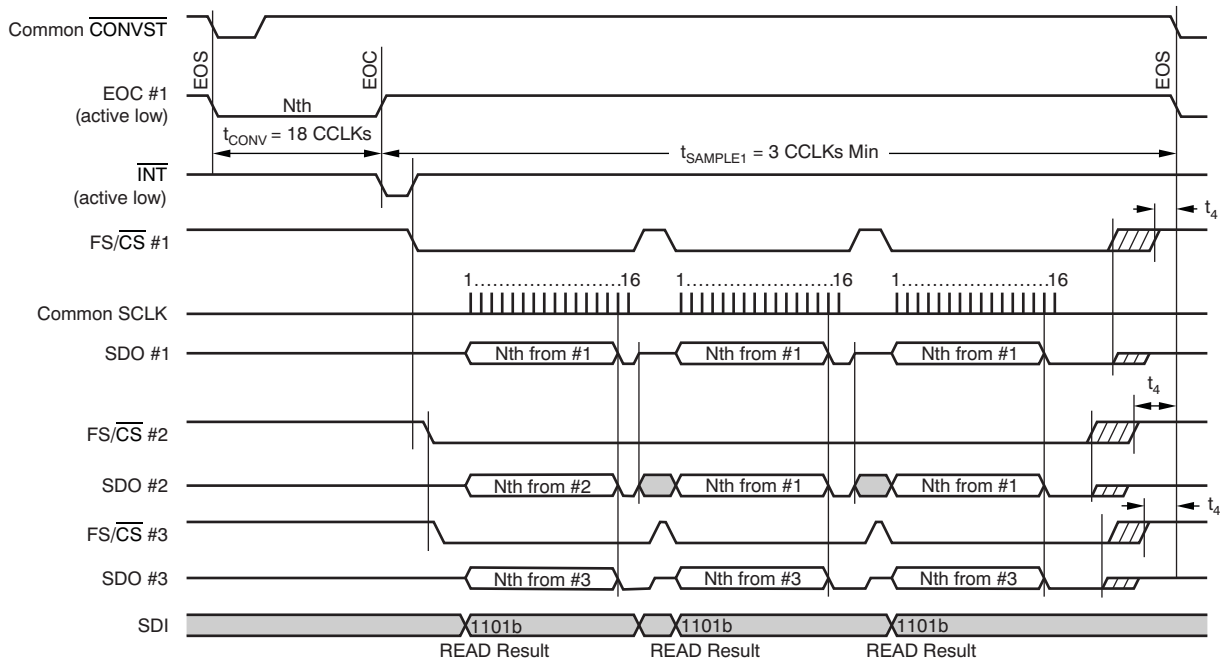 Common CONVST
EOS
EOC
EOS
EOC #1
(active low)
Nth
tCONV = 18 CCLKs
tSAMPLE1 = 3 CCLKs Min
INT
(active low)
t4
FS/CS #1
1.......................16
1.......................16
1.......................16
Common SCLK
SDO #1
Nth from #1
Nth from #1
Nth from #1
t4
FS/CS #2
SDO #2
Nth from #2
Nth from #1
Nth from #1
t4
FS/CS #3
SDO #3
Nth from #3
Nth from #3
Nth from #3
SDI
1101b
1101b
1101b
READ Result
READ Result
READ Result